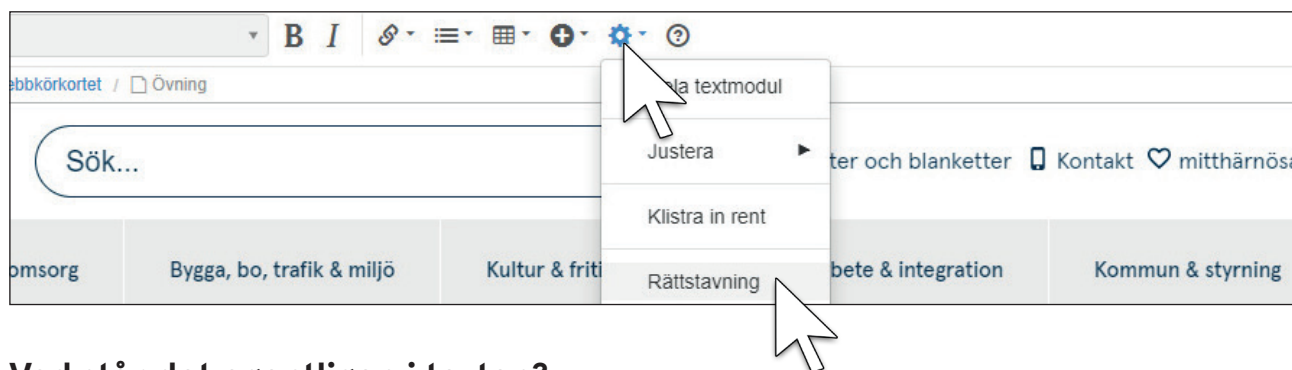 B I
ebbkörkortet / Övning
ela textmodul
Sök...
Justera
ter och blanketter Kontakt mitthärnösa
Klistra in rent
omsorg Bygga, bo, trafik & miljö Kultur & friti bete & integration Kommun & styrning
Rättstavning